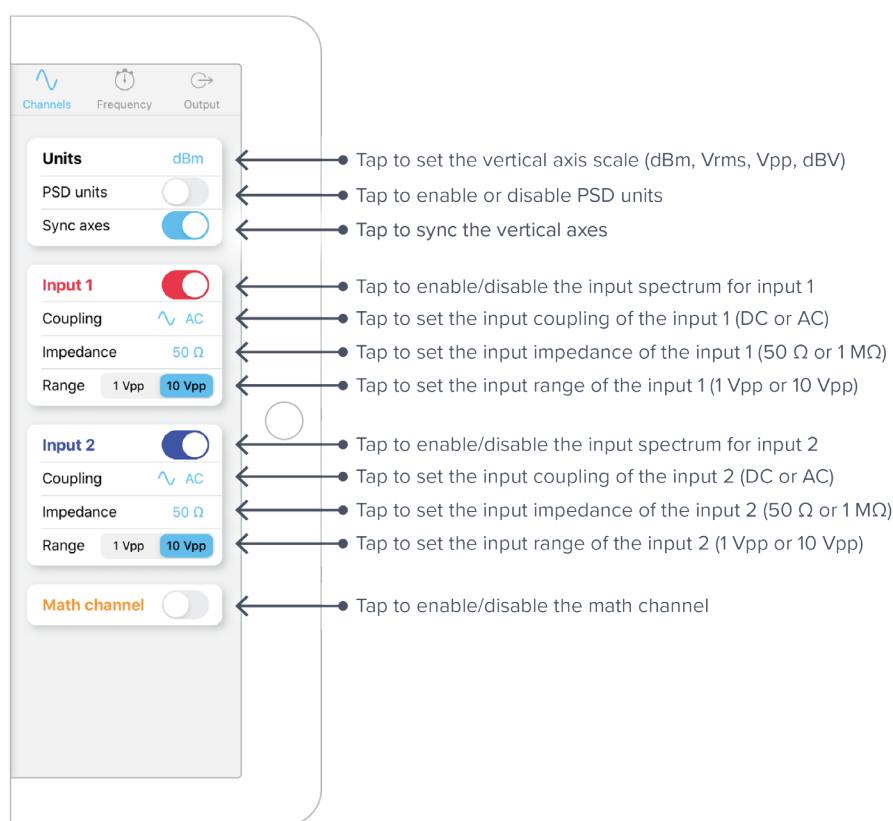 Channels Frequency Output
Units dBm Tap to set the vertical axis scale (dBm, Vrms, Vpp, dBV)
PSD units Tap to enable or disable PSD units
Sync axes Tap to sync the vertical axes
Input 1 Tap to enable/disable the input spectrum for input 1
Coupling AC Tap to set the input coupling of the input 1 (DC or AC)
Impedance 50 Ω Tap to set the input impedance of the input 1 (50 Ω or 1 MΩ)
Range 1 Vpp 10 Vpp Tap to set the input range of the input 1 (1 Vpp or 10 Vpp)
Input 2 Tap to enable/disable the input spectrum for input 2
Coupling AC Tap to set the input coupling of the input 2 (DC or AC)
Impedance 50 Ω Tap to set the input impedance of the input 2 (50 Ω or 1 MΩ)
Range 1 Vpp 10 Vpp Tap to set the input range of the input 2 (1 Vpp or 10 Vpp)
Math channel Tap to enable/disable the math channel